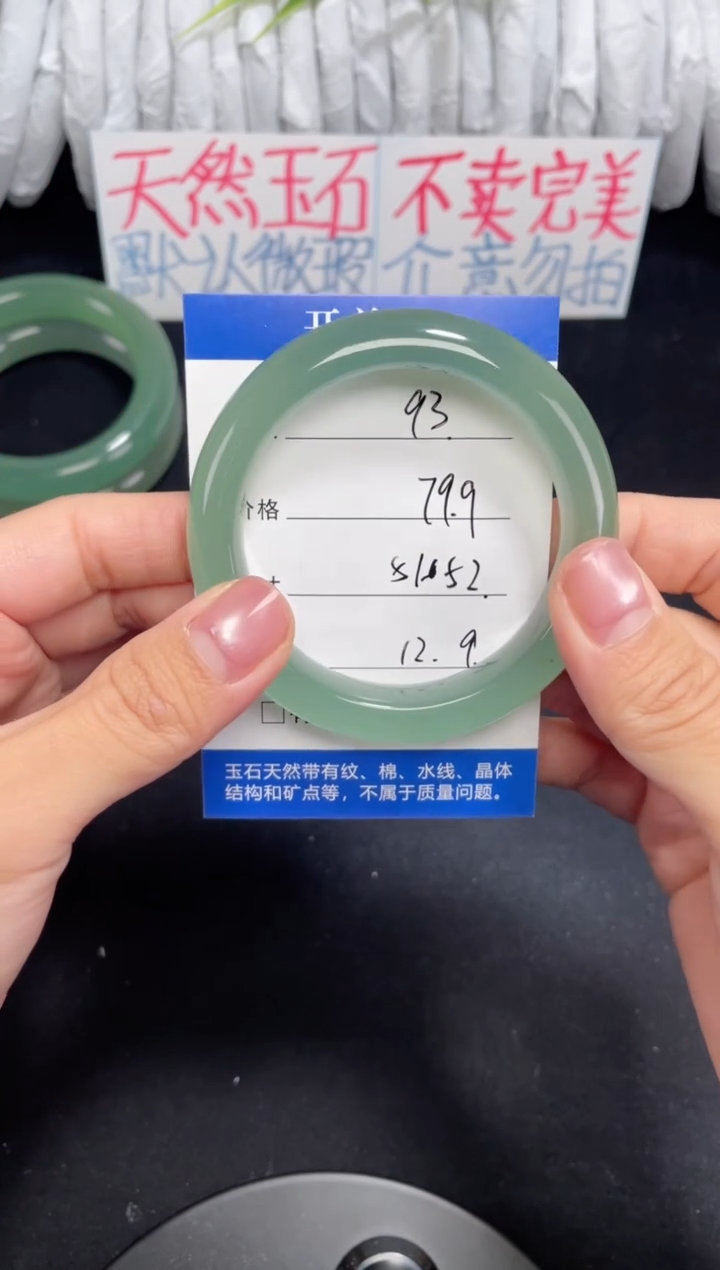 天然玉石 不卖完美
默认微瑕 介意勿拍
93.
价格 79.9
51.52.
12.9.
玉石天然带有纹、棉、水线、晶体
结构和矿点等，不属于质量问题。